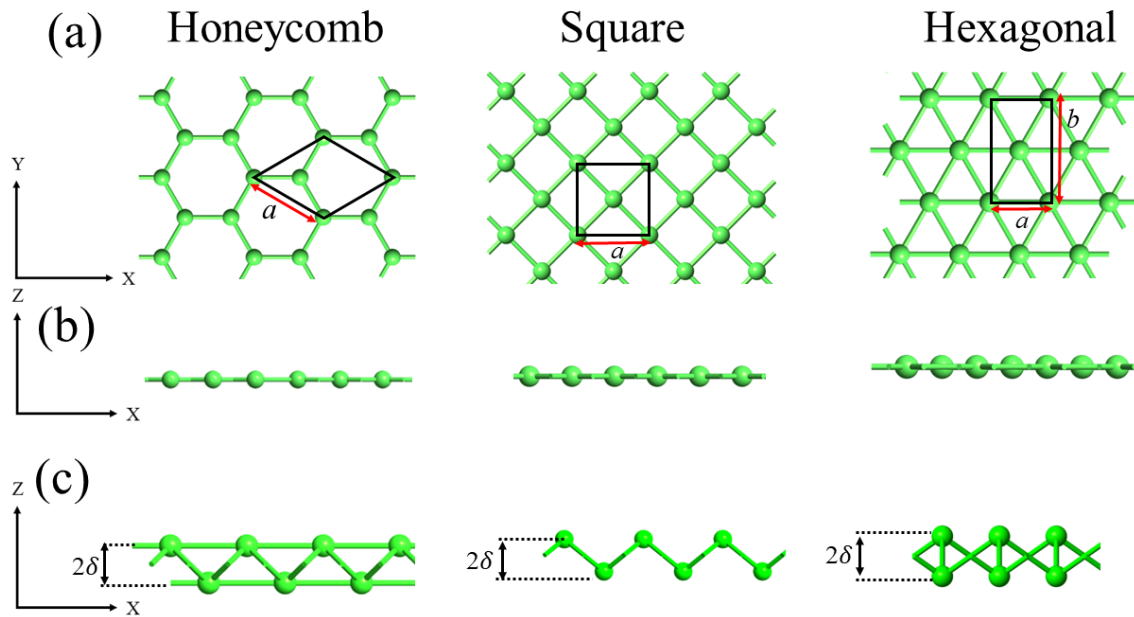 (a) Honeycomb Square Hexagonal
Y
X
a
a
b
a
(b)
Z
X
(c)
Z
X
2δ
2δ
2δ